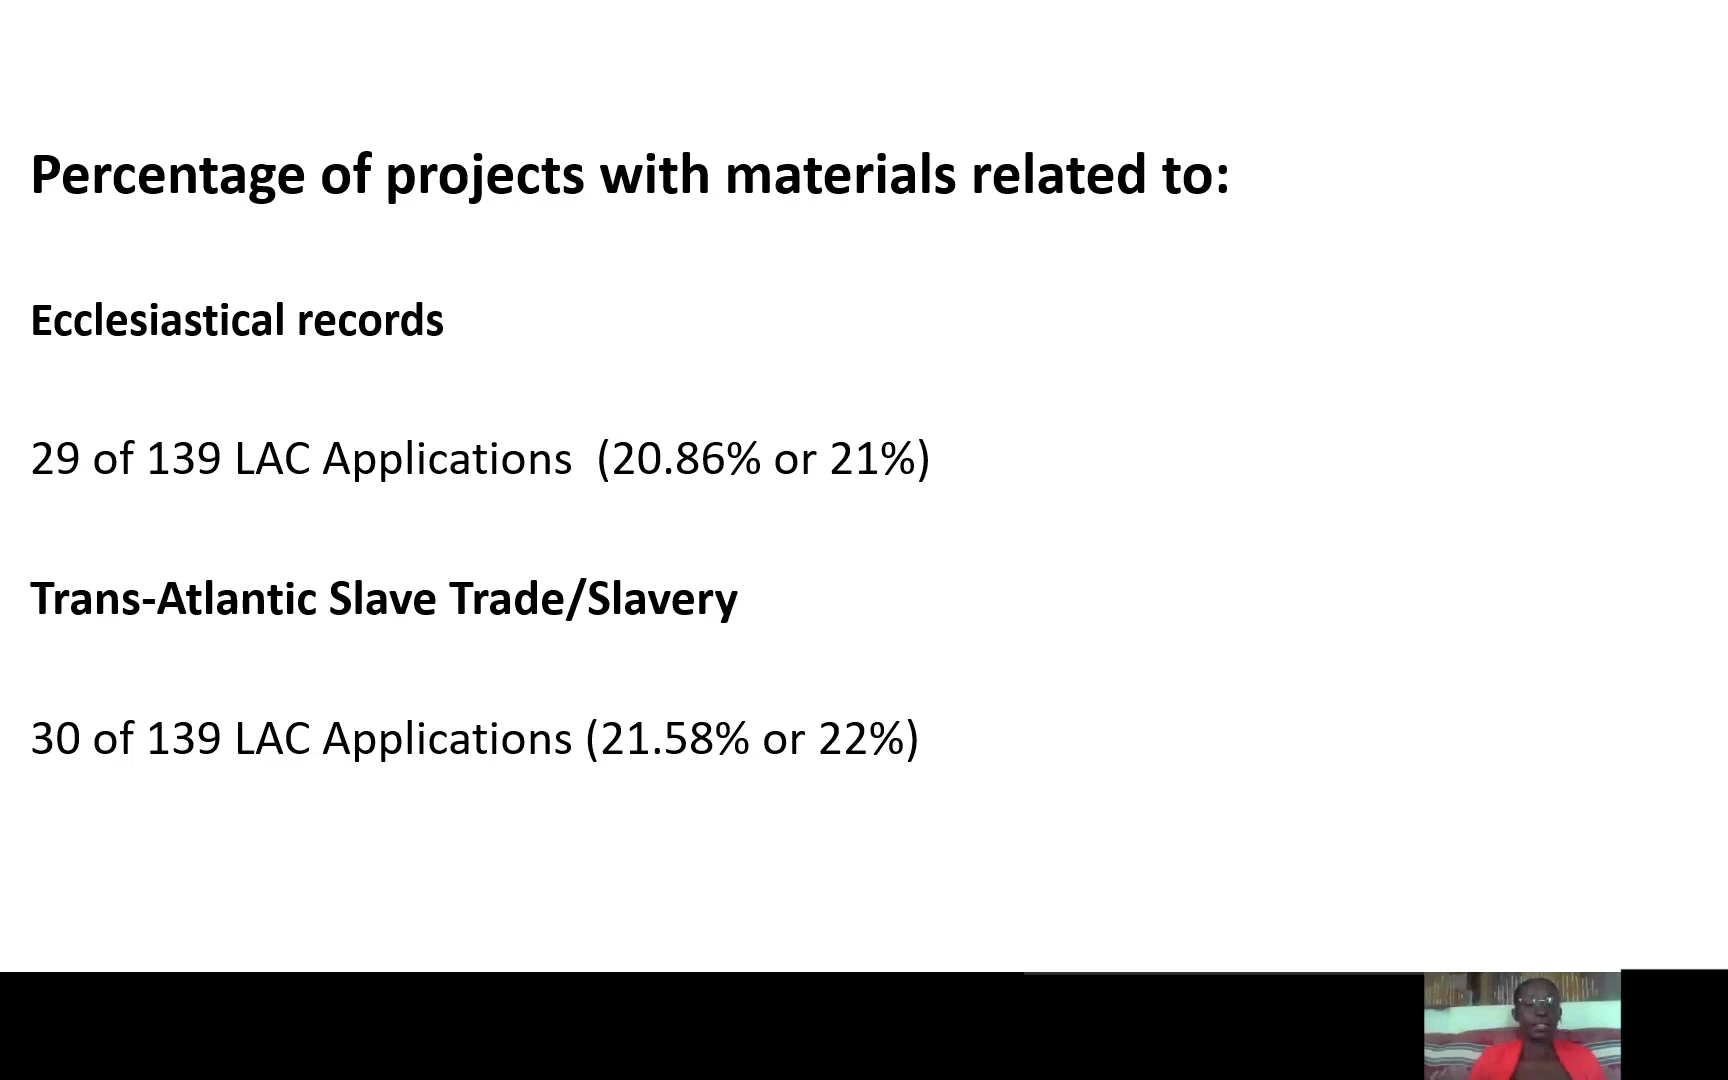 Percentage of projects with materials related to:
Ecclesiastical records
29 of 139 LAC Applications  (20.86% or 21%)
Trans-Atlantic Slave Trade/Slavery
30 of 139 LAC Applications (21.58% or 22%)